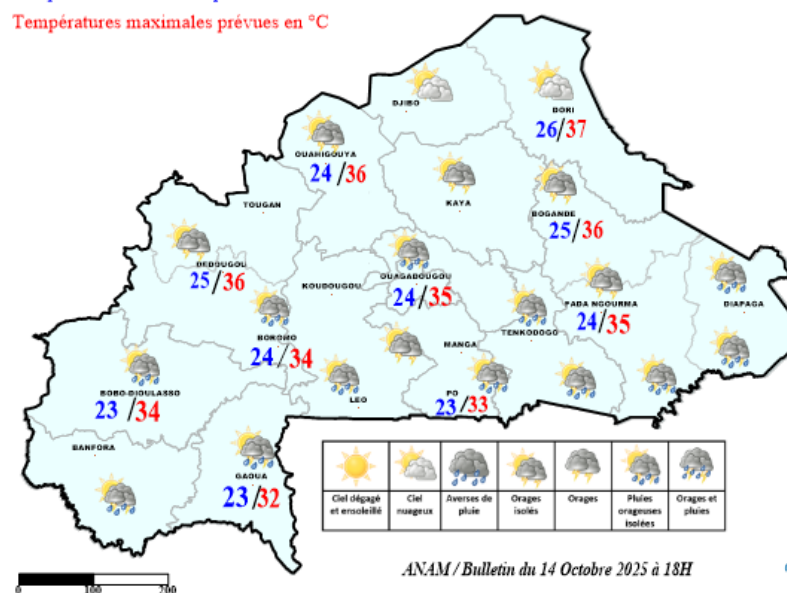 Températures maximales prévues en °C
DJIBO
DORI
26/37
OUAHIGOUYA
24/36
TOUGAN
KAYA
BOGANDE
25/36
DEDOUGOU
25/36
KOUDOUGOU
OUAGADOUGOU
24/35
FADA NGOURMA
24/35
DIAPAGA
TENKODOGO
BOROMO
24/34
MANGA
BOBO-DIOULASSO
23/34
LEO
PO
23/33
BANFORA
GAOUA
23/32
Ciel dégagé et ensoleillé
Ciel nuageux
Averses de pluie
Orages isolés
Orages
Pluies orageuses isolées
Orages et pluies
ANAM / Bulletin du 14 Octobre 2025 à 18H
0 100 200